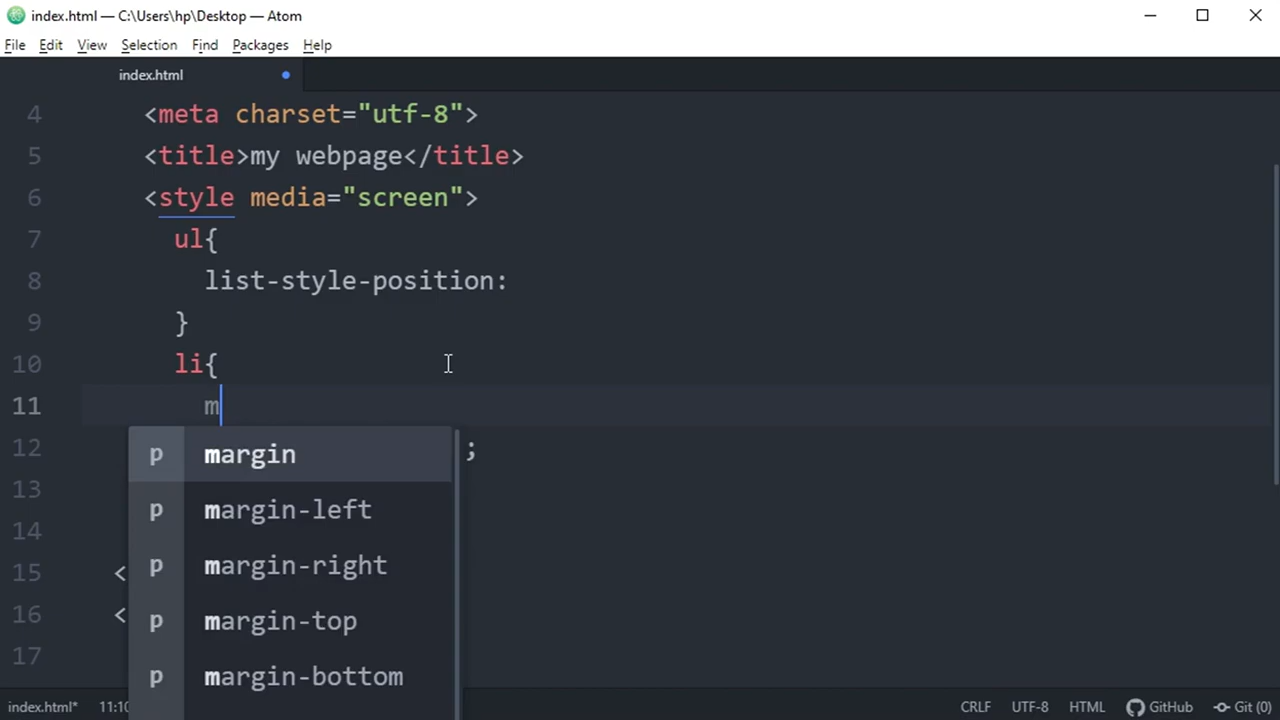 index.html — C:\Users\hp\Desktop — Atom
File Edit View Selection Find Packages Help
index.html
4 <meta charset="utf-8">
5 <title>my webpage</title>
6 <style media="screen">
7 ul{
8 list-style-position:
9 }
10 li{
11 m
12 ;
p margin
13
p margin-left
14
15 <
p margin-right
16 <
p margin-top
17
p margin-bottom
index.html* 11:10 CRLF UTF-8 HTML GitHub Git (0)